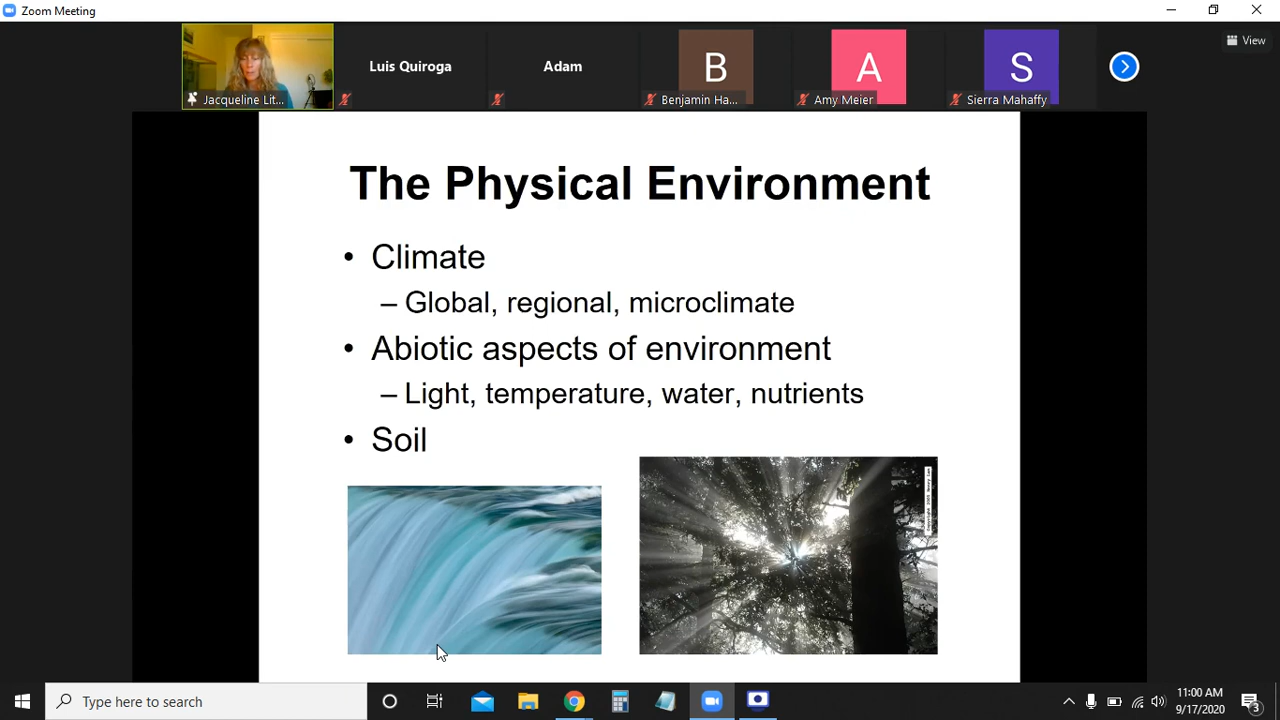 Zoom Meeting
View
Luis Quiroga
Adam
B
A
S
Jacqueline Lit...
Benjamin Ha...
Amy Meier
Sierra Mahaffy
The Physical Environment
• Climate
– Global, regional, microclimate
• Abiotic aspects of environment
– Light, temperature, water, nutrients
• Soil
Type here to search
11:00 AM
9/17/2020
3